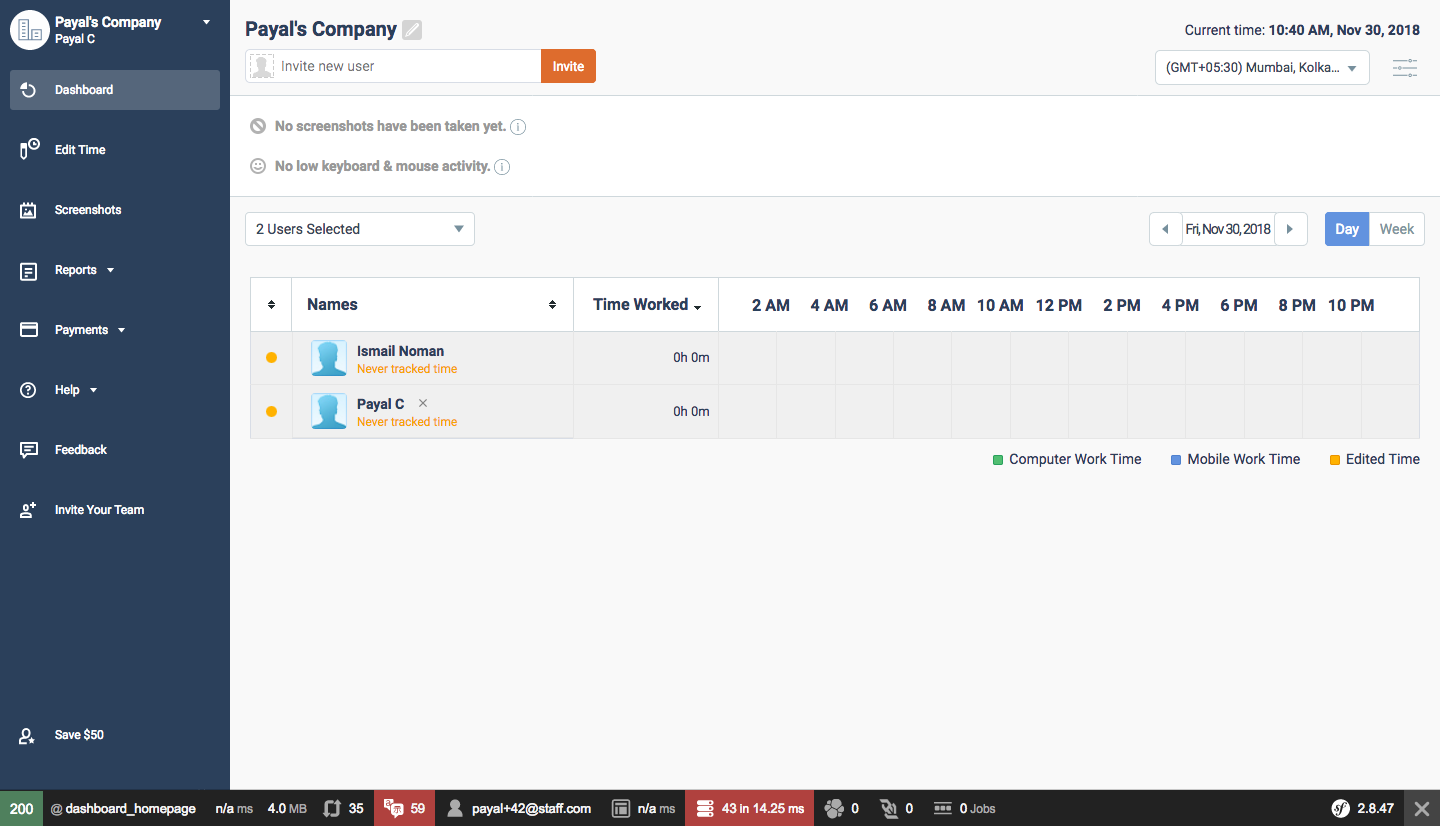 Payal's Company
Payal C
Dashboard
Edit Time
Screenshots
Reports
Payments
Help
Feedback
Invite Your Team
Save $50
Payal's Company
Current time: 10:40 AM, Nov 30, 2018
Invite new user
Invite
(GMT+05:30) Mumbai, Kolka...
No screenshots have been taken yet.
No low keyboard & mouse activity.
2 Users Selected
Fri, Nov 30, 2018
Day
Week
Names
Time Worked
2 AM 4 AM 6 AM 8 AM 10 AM 12 PM 2 PM 4 PM 6 PM 8 PM 10 PM
Ismail Noman
Never tracked time
0h 0m
Payal C
Never tracked time
0h 0m
Computer Work Time
Mobile Work Time
Edited Time
200 @ dashboard_homepage n/a ms 4.0 MB 35 59 payal+42@staff.com n/a ms 43 in 14.25 ms 0 0 0 Jobs sf 2.8.47